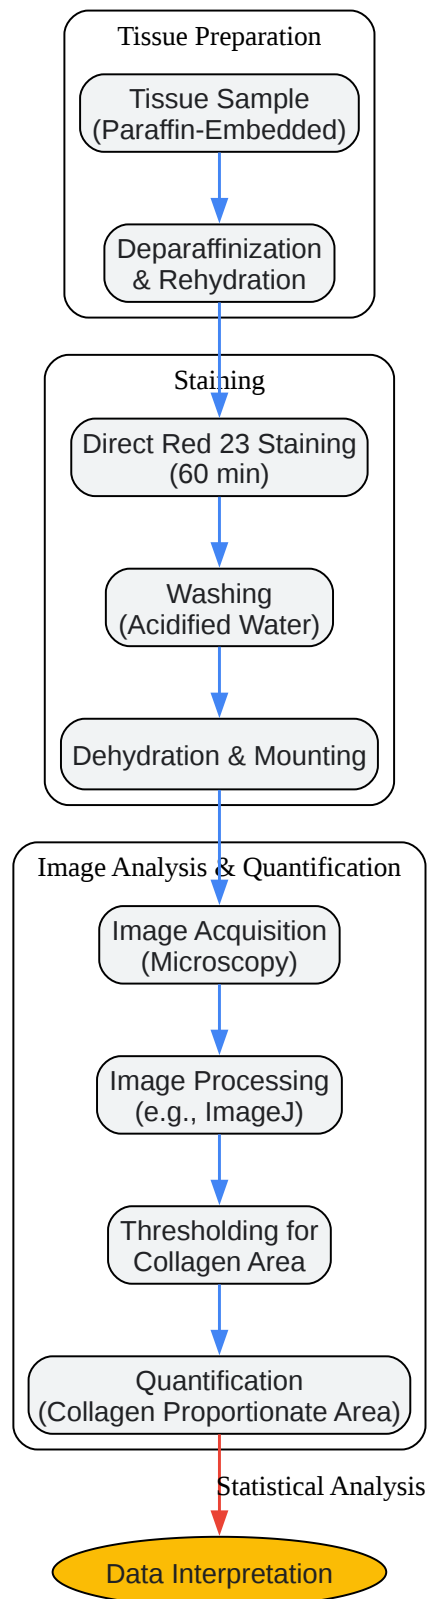 Tissue Preparation
Tissue Sample
(Paraffin-Embedded)
Deparaffinization
& Rehydration
Staining
Direct Red 23 Staining
(60 min)
Washing
(Acidified Water)
Dehydration & Mounting
Image Analysis & Quantification
Image Acquisition
(Microscopy)
Image Processing
(e.g., ImageJ)
Thresholding for
Collagen Area
Quantification
(Collagen Proportionate Area)
Statistical Analysis
Data Interpretation